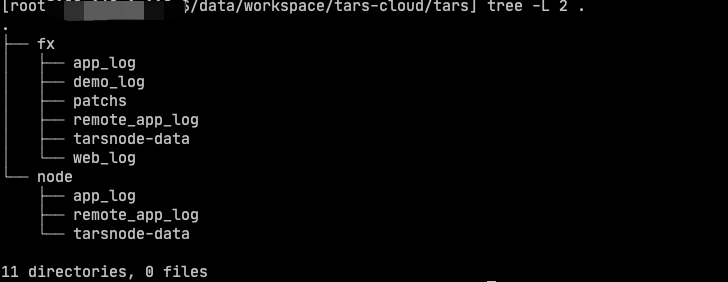 [root $/data/workspace/tars-cloud/tars] tree -L 2 .
.
├── fx
│   ├── app_log
│   ├── demo_log
│   ├── patchs
│   ├── remote_app_log
│   ├── tarsnode-data
│   └── web_log
└── node
    ├── app_log
    ├── remote_app_log
    └── tarsnode-data

11 directories, 0 files